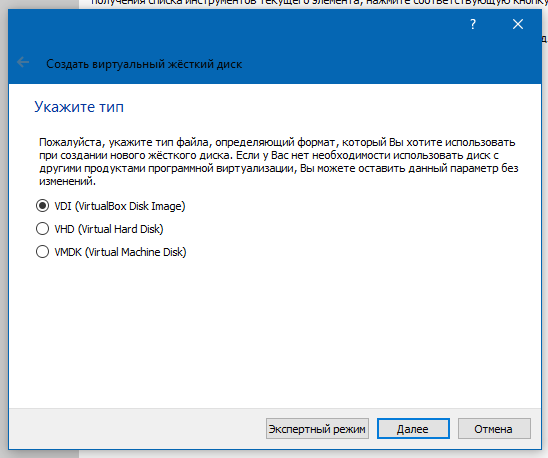 получения списка инструментов текущего элемента, нажмите соответствующую кнопку
?
Создать виртуальный жёсткий диск
Укажите тип
Пожалуйста, укажите тип файла, определяющий формат, который Вы хотите использовать
при создании нового жёсткого диска. Если у Вас нет необходимости использовать диск с
другими продуктами программной виртуализации, Вы можете оставить данный параметр без
изменений.
VDI (VirtualBox Disk Image)
VHD (Virtual Hard Disk)
VMDK (Virtual Machine Disk)
Экспертный режим Далее Отмена